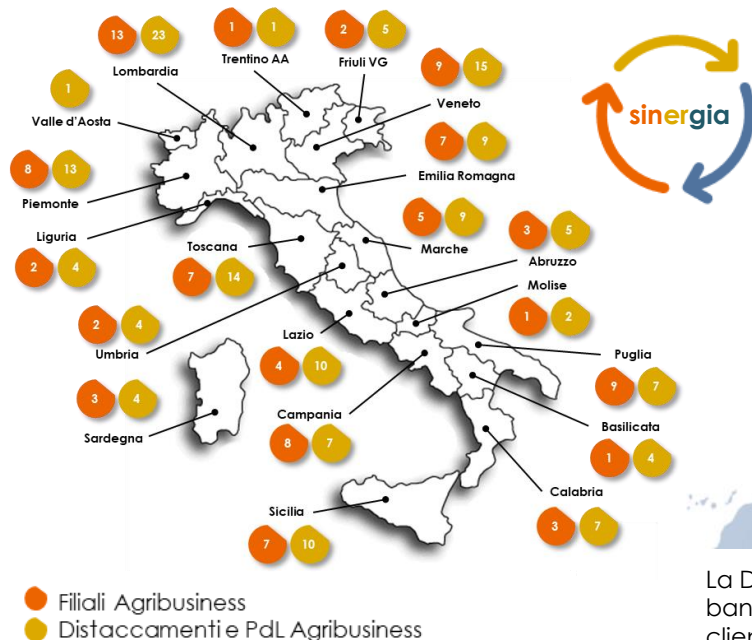 13 23
Lombardia
1 1
Trentino AA
2 5
Friuli VG
9 15
Veneto
sinergia
1
Valle d'Aosta
7 9
Emilia Romagna
8 13
Piemonte
5 9
Marche
3 5
Abruzzo
Liguria
2 4
Toscana
7 14
Molise
1 2
2 4
Umbria
Lazio
4 10
Puglia
9 7
3 4
Sardegna
Campania
8 7
Basilicata
1 4
Calabria
3 7
Sicilia
7 10
Filiali Agribusiness
Distaccamenti e PdL Agribusiness
La D
ban
clien